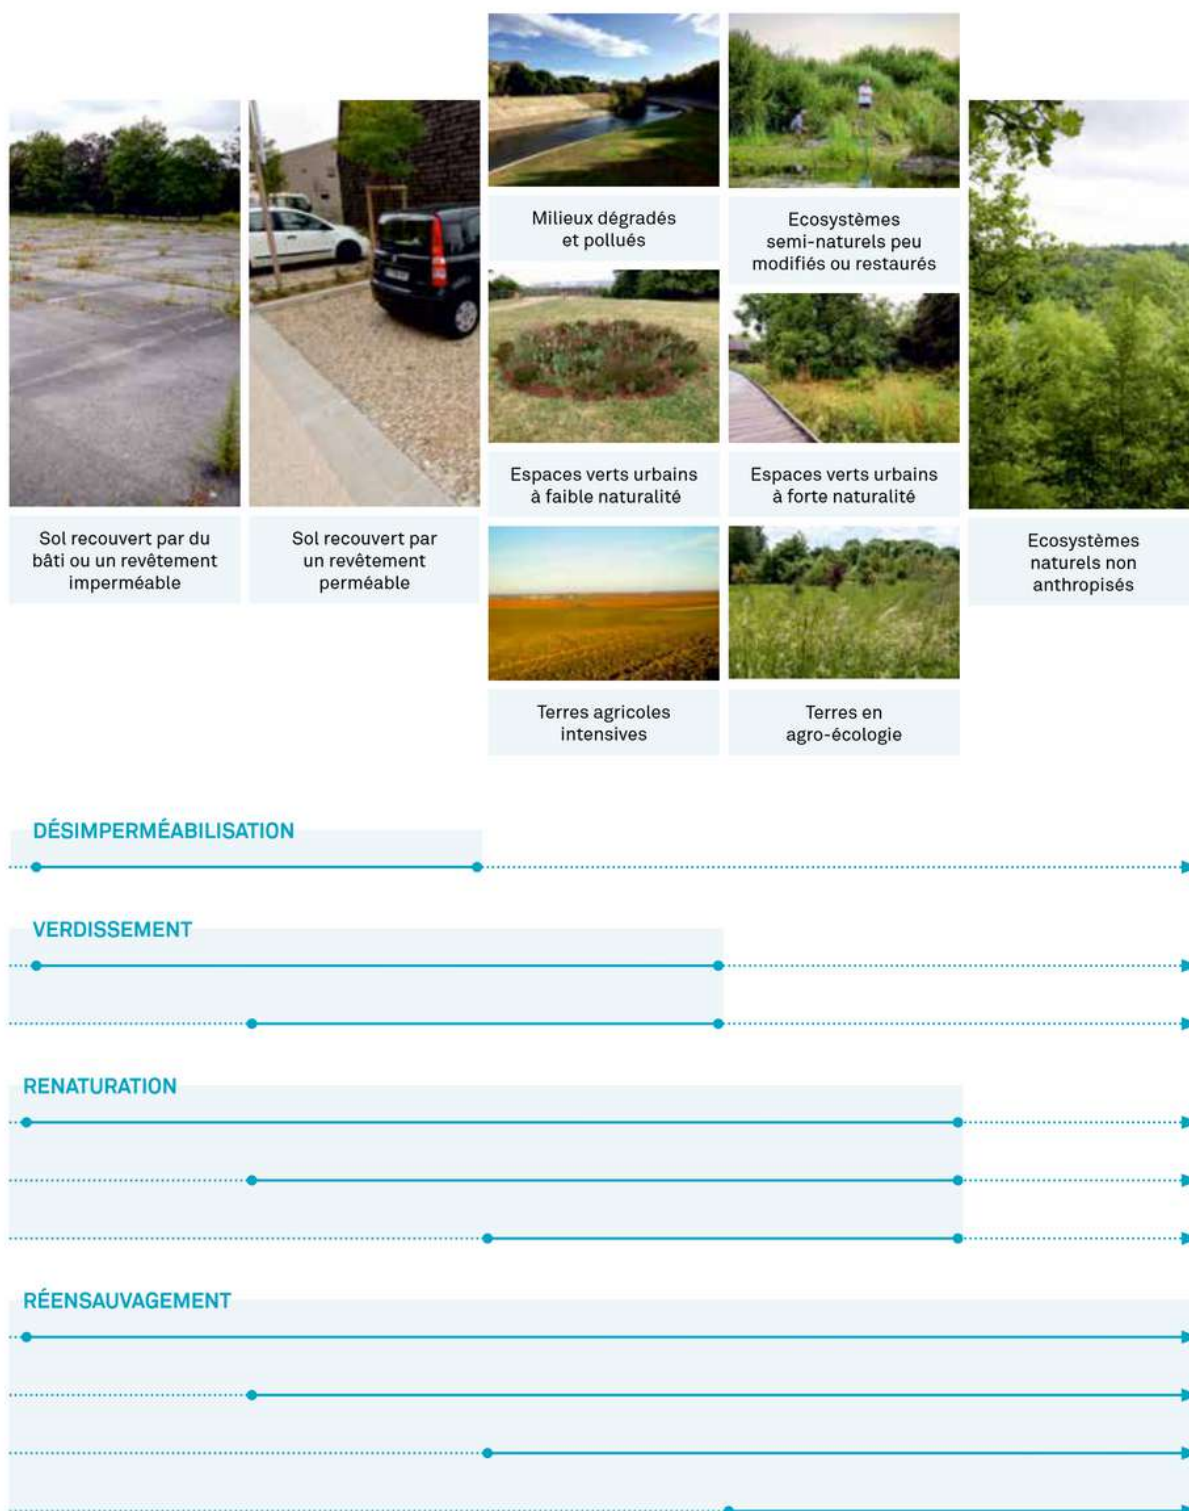 Milieux dégradés
et pollués
Ecosystèmes
semi-naturels peu
modifiés ou restaurés
Espaces verts urbains
à faible naturalité
Espaces verts urbains
à forte naturalité
Sol recouvert par du
bâti ou un revêtement
imperméable
Sol recouvert par
un revêtement
perméable
Ecosystèmes
naturels non
anthropisés
Terres agricoles
intensives
Terres en
agro-écologie
DÉSIMPERMÉABILISATION
VERDISSEMENT
RENATURATION
RÉENSAUVAGEMENT